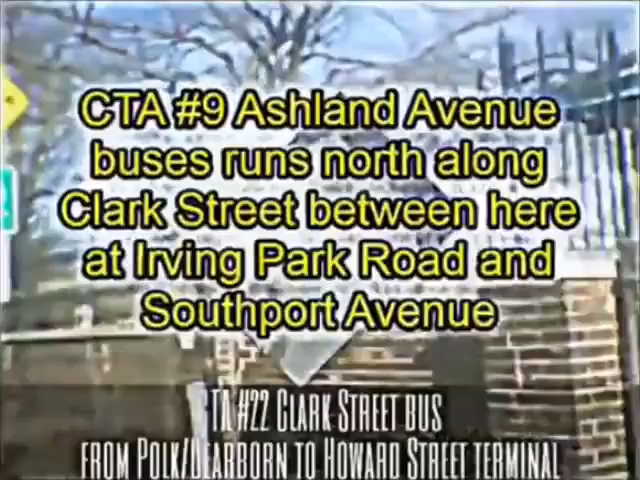 CTA #9 Ashland Avenue
buses runs north along
Clark Street between here
at Irving Park Road and
Southport Avenue
CTA #22 Clark Street bus
from Polk/Dearborn to Howard Street terminal